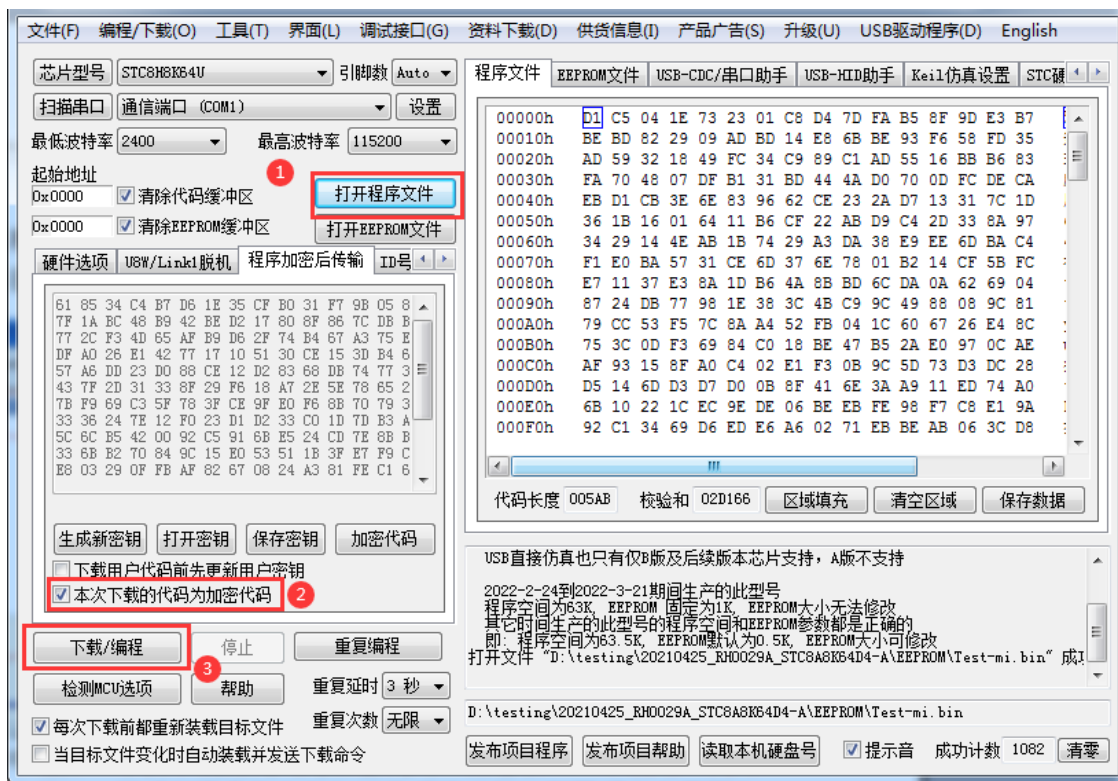 文件(F) 编程/下载(O) 工具(T) 界面(L) 调试接口(G) 资料下载(D) 供货信息(I) 产品广告(S) 升级(U) USB驱动程序(D) English
芯片型号 STC8H8K64U 引脚数 Auto
扫描串口 通信端口 (COM1) 设置
最低波特率 2400 最高波特率 115200
起始地址
1
0x0000 清除代码缓冲区 打开程序文件
0x0000 清除EEPROM缓冲区 打开EEPROM文件
硬件选项 U8W/Link1脱机 程序加密后传输 ID号
61 85 34 C4 B7 D6 1E 35 CF B0 31 F7 9B 05 8
7F 1A BC 48 B9 42 BE D2 17 80 8F 86 7C DB B
77 2C F3 4D 65 AF B9 D6 2F 74 B4 67 A3 75 E
DF A0 26 E1 42 77 17 10 51 30 CE 15 3D B4 6
57 A6 DD 23 D0 88 CE 12 D2 83 68 DB 74 77 3
43 7F 2D 31 33 8F 29 F6 18 A7 2E 5E 78 65 2
7B F9 69 C3 5F 78 3F CE 9F E0 F6 8B 70 79 3
33 36 24 7E 12 F0 23 D1 D2 33 C0 1D 7D B3 A
5C 6C B5 42 00 92 C5 91 6B E5 24 CD 7E 8B B
33 6B B2 70 84 9C 15 E0 53 51 1B 3F E7 F9 C
E8 03 29 0F FB AF 82 67 08 24 A3 81 FE C1 6
生成新密钥 打开密钥 保存密钥 加密代码
下载用户代码前先更新用户密钥
本次下载的代码为加密代码 2
下载/编程 停止 重复编程
3
检测MCU选项 帮助 重复延时 3 秒
每次下载前都重新装载目标文件 重复次数 无限
当目标文件变化时自动装载并发送下载命令
程序文件 EEPROM文件 USB-CDC/串口助手 USB-HID助手 Keil仿真设置 STC硬
00000h D1 C5 04 1E 73 23 01 C8 D4 7D FA B5 8F 9D E3 B7
00010h BE BD 82 29 09 AD BD 14 E8 6B BE 93 F6 58 FD 35
00020h AD 59 32 18 49 FC 34 C9 89 C1 AD 55 16 BB B6 83
00030h FA 70 48 07 DF B1 31 BD 44 4A D0 70 0D FC DE CA
00040h EB D1 CB 3E 6E 83 96 62 CE 23 2A D7 13 31 7C 1D
00050h 36 1B 16 01 64 11 B6 CF 22 AB D9 C4 2D 33 8A 97
00060h 34 29 14 4E AB 1B 74 29 A3 DA 38 E9 EE 6D BA C4
00070h F1 E0 BA 57 31 CE 6D 37 6E 78 01 B2 14 CF 5B FC
00080h E7 11 37 E3 8A 1D B6 4A 8B BD 6C DA 0A 62 69 04
00090h 87 24 DB 77 98 1E 38 3C 4B C9 9C 49 88 08 9C 81
000A0h 79 CC 53 F5 7C 8A A4 52 FB 04 1C 60 67 26 E4 8C
000B0h 75 3C 0D F3 69 84 C0 18 BE 47 B5 2A E0 97 0C AE
000C0h AF 93 15 8F A0 C4 02 E1 F3 0B 9C 5D 73 D3 DC 28
000D0h D5 14 6D D3 D7 D0 0B 8F 41 6E 3A A9 11 ED 74 A0
000E0h 6B 10 22 1C EC 9E DE 06 BE EB FE 98 F7 C8 E1 9A
000F0h 92 C1 34 69 D6 ED E6 A6 02 71 EB BE AB 06 3C D8
代码长度 005AB 校验和 02D166 区域填充 清空区域 保存数据
USB直接仿真也只有仅B版及后续版本芯片支持，A版不支持
2022-2-24到2022-3-21期间生产的此型号
程序空间为63K, EEPROM 固定为1K, EEPROM大小无法修改
其它时间生产的此型号的程序空间和EEPROM参数都是正确的
即: 程序空间为63.5K, EEPROM默认为0.5K, EEPROM大小可修改
打开文件 "D:\testing\20210425_RH0029A_STC8A8K64D4-A\EEPROM\Test-mi.bin" 成
D:\testing\20210425_RH0029A_STC8A8K64D4-A\EEPROM\Test-mi.bin
发布项目程序 发布项目帮助 读取本机硬盘号 提示音 成功计数 1082 清零